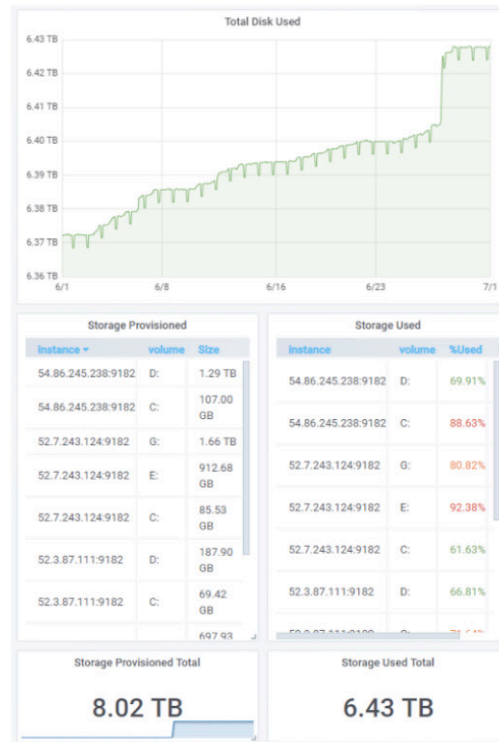 Total Disk Used
6.43 TB
6.42 TB
6.41 TB
6.40 TB
6.39 TB
6.38 TB
6.37 TB
6.36 TB
6/1 6/8 6/16 6/23 7/1
Storage Provisioned
instance volume Size
54.86.245.238:9182 D: 1.29 TB
54.86.245.238:9182 C: 107.00 GB
52.7.243.124:9182 G: 1.66 TB
52.7.243.124:9182 E: 912.68 GB
52.7.243.124:9182 C: 85.53 GB
52.3.87.111:9182 D: 187.90 GB
52.3.87.111:9182 C: 69.42 GB
697.93
Storage Used
instance volume %Used
54.86.245.238:9182 D: 69.91%
54.86.245.238:9182 C: 88.63%
52.7.243.124:9182 G: 80.82%
52.7.243.124:9182 E: 92.38%
52.7.243.124:9182 C: 61.63%
52.3.87.111:9182 D: 66.81%
Storage Provisioned Total
8.02 TB
Storage Used Total
6.43 TB